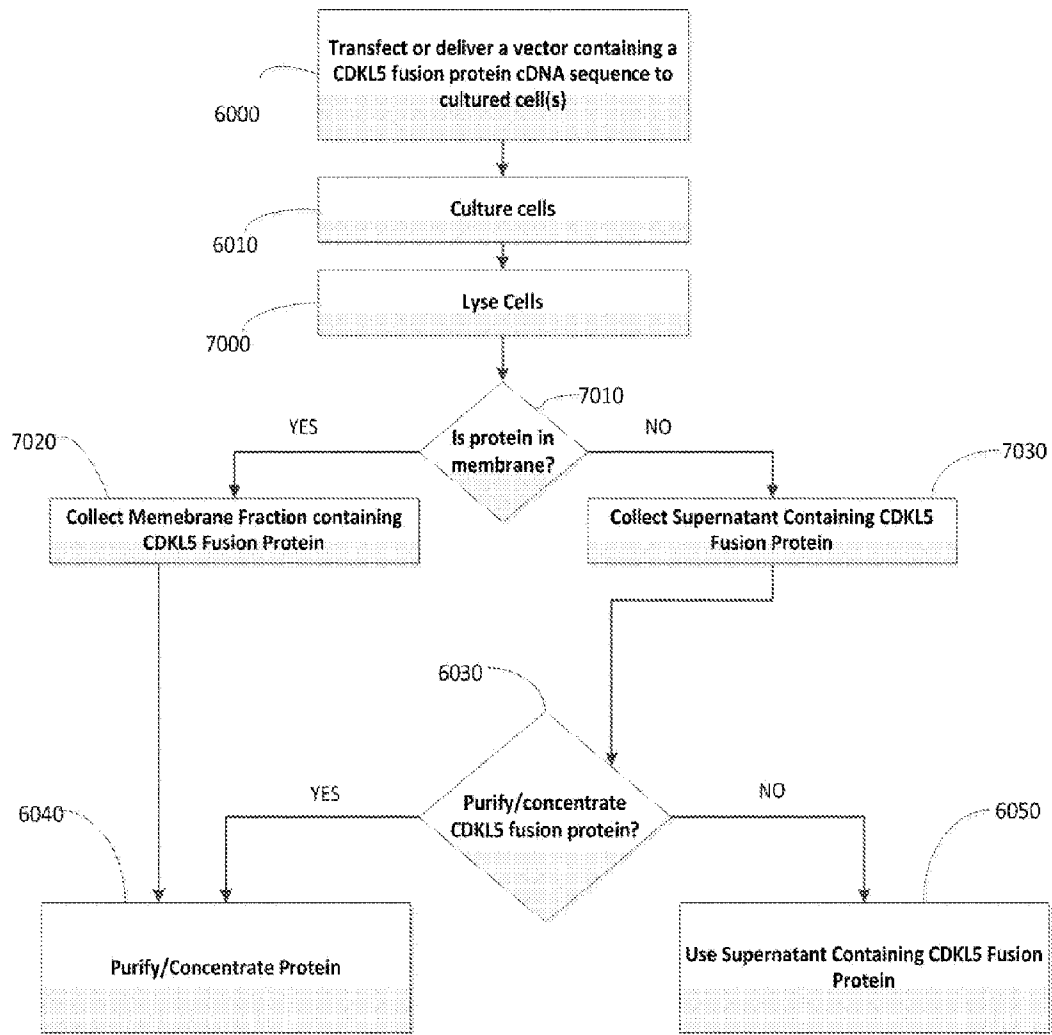 Transfect or deliver a vector containing a
CDKL5 fusion protein cDNA sequence to
cultured cell(s)
6000
Culture cells
6010
Lyse Cells
7000
7010
YES
Is protein in
membrane?
NO
7020
7030
Collect Memebrane Fraction containing
CDKL5 Fusion Protein
Collect Supernatant Containing CDKL5
Fusion Protein
6030
YES
Purify/concentrate
CDKL5 fusion protein?
NO
6040
6050
Purify/Concentrate Protein
Use Supernatant Containing CDKL5 Fusion
Protein